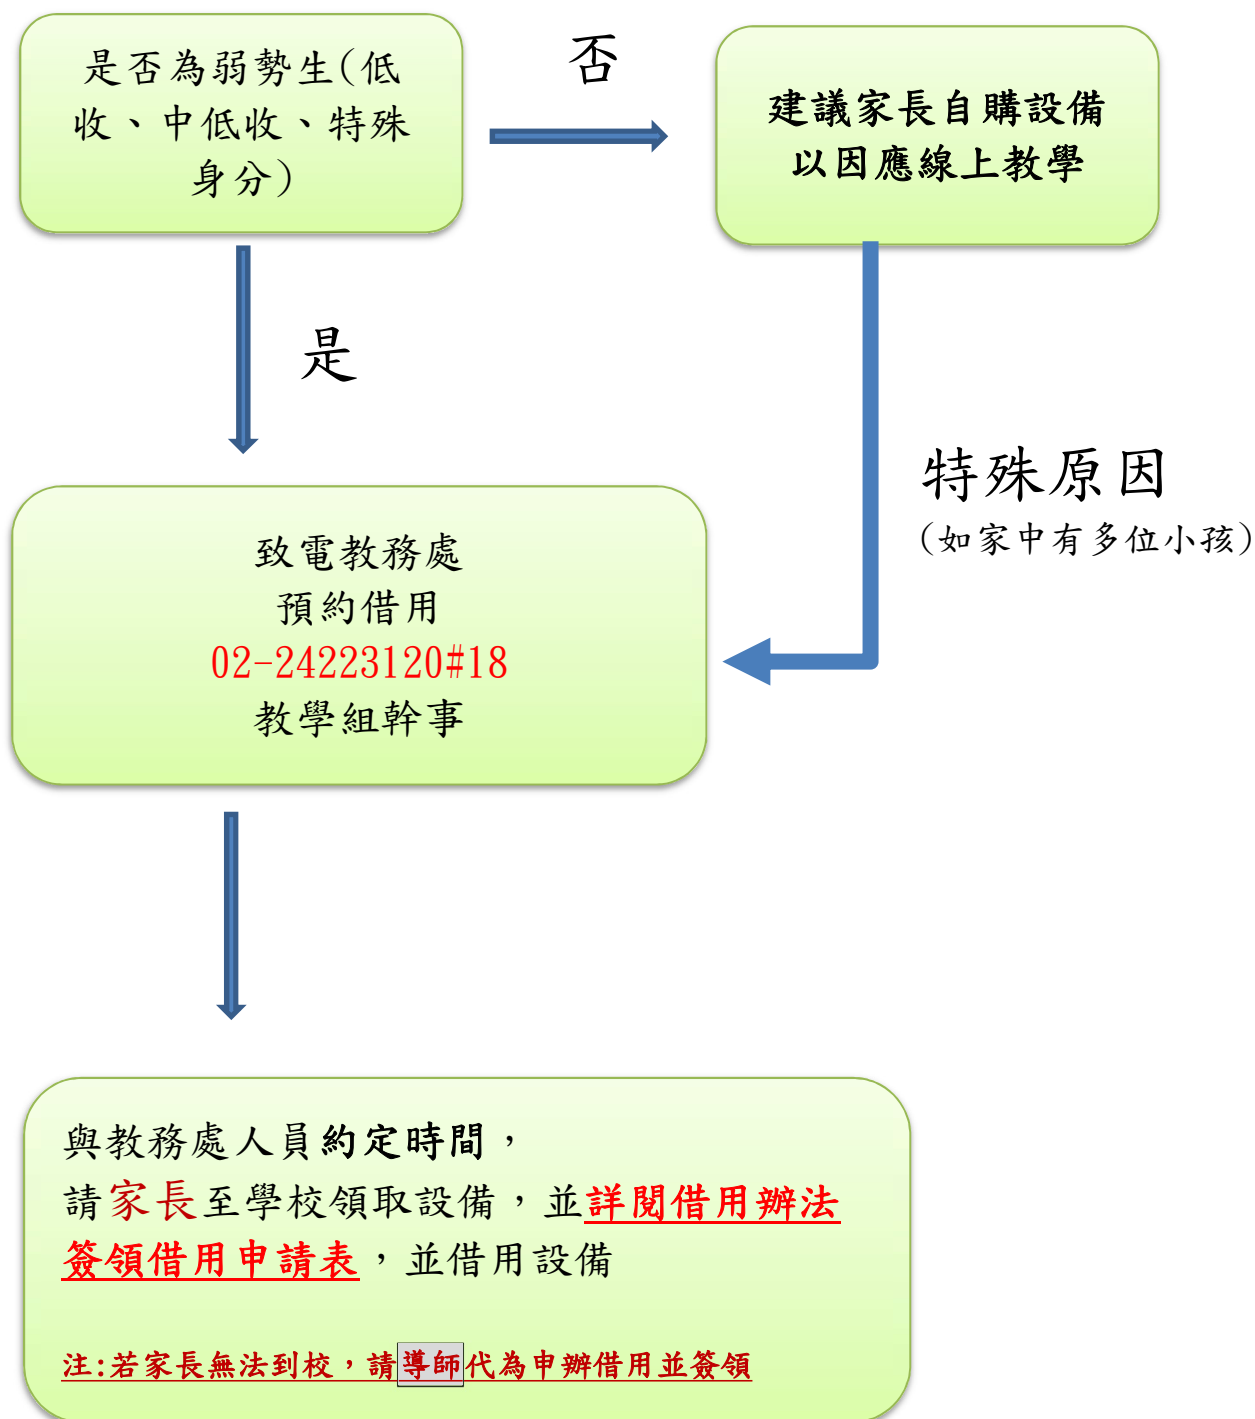 是否為弱勢生(低
收、中低收、特殊
身分)
否
建議家長自購設備
以因應線上教學
是
特殊原因
(如家中有多位小孩)
致電教務處
預約借用
02-24223120#18
教學組幹事
與教務處人員約定時間，
請家長至學校領取設備，並詳閱借用辦法
簽領借用申請表，並借用設備
注:若家長無法到校，請導師代為申辦借用並簽領